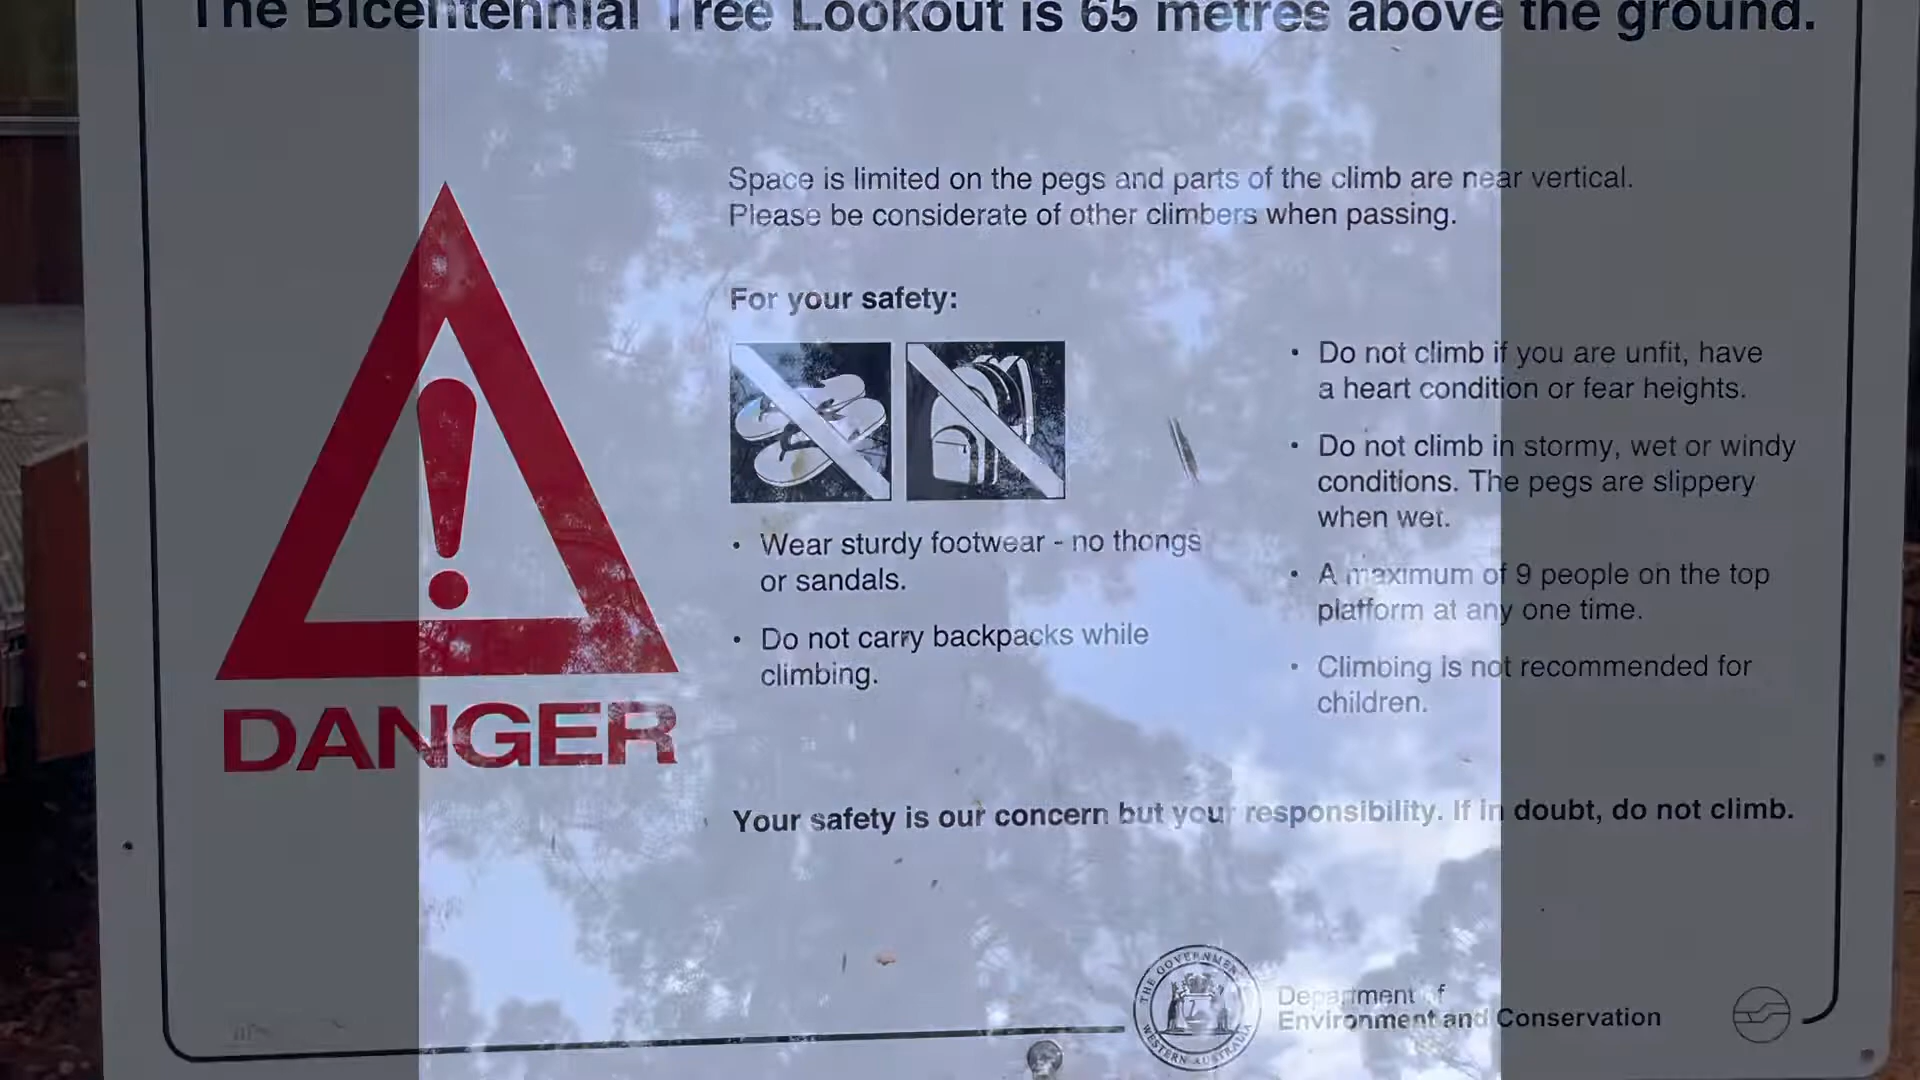 The Bicentennial Tree Lookout is 65 metres above the ground.
Space is limited on the pegs and parts of the climb are near vertical.
Please be considerate of other climbers when passing.
For your safety:
• Wear sturdy footwear - no thongs
or sandals.
• Do not carry backpacks while
climbing.
• Do not climb if you are unfit, have
a heart condition or fear heights.
• Do not climb in stormy, wet or windy
conditions. The pegs are slippery
when wet.
• A maximum of 9 people on the top
platform at any one time.
• Climbing is not recommended for
children.
DANGER
Your safety is our concern but your responsibility. If in doubt, do not climb.
THE GOVERNMENT OF
WESTERN AUSTRALIA
Department of
Environment and Conservation